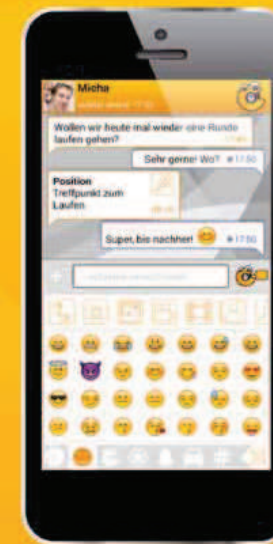 Micha
Wollen wir heute mal wieder eine Runde
laufen gehen?
Sehr gerne! Wo? 17:50
Position
Treffpunkt zum
Laufen
Super, bis nachher! 😊 17:50